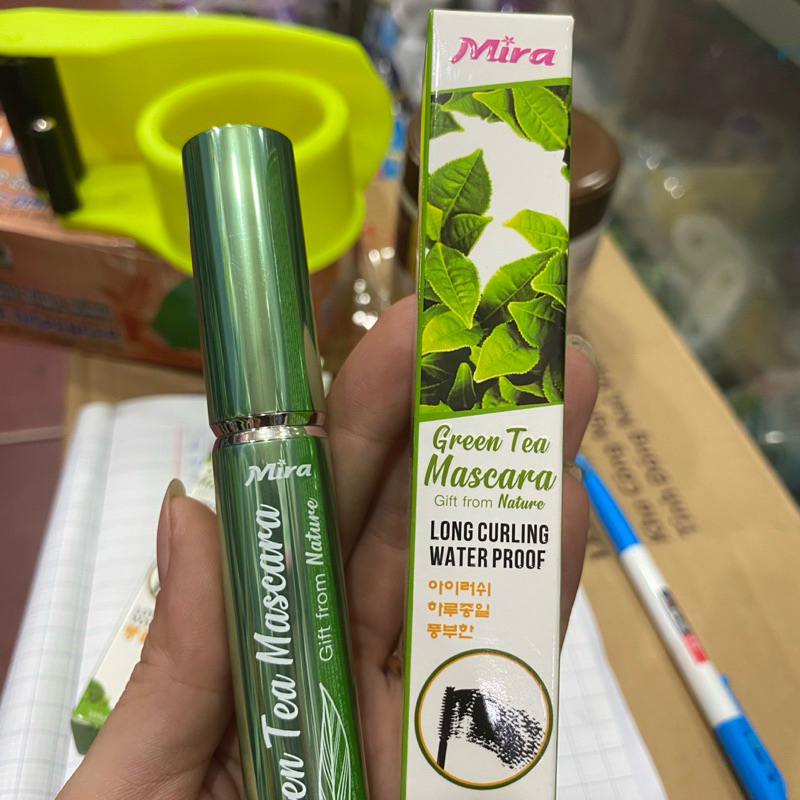 Mira
Green Tea
Mascara
Gift from Nature
LONG CURLING
WATER PROOF
아이러쉬
하루종일
풍부한
Mira
Green Tea Mascara
Gift from Nature